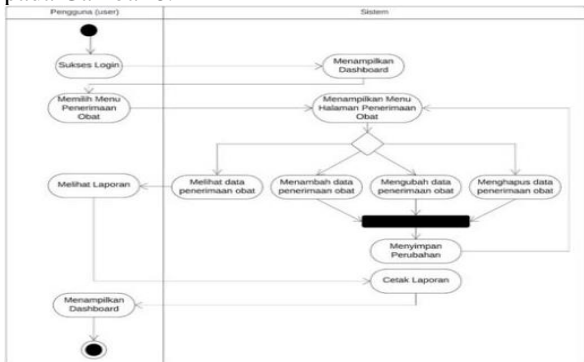 Pengguna (user)
Sistem
Sukses Login
Menampilkan
Dashboard
Memilih Menu
Penerimaan
Obat
Menampilkan Menu
Halaman Penerimaan
Obat
Melihat Laporan
Melihat data
penerimaan obat
Menambah data
penerimaan obat
Mengubah data
penerimaan obat
Menghapus data
penerimaan obat
Menyimpan
Perubahan
Cetak Laporan
Menampilkan
Dashboard